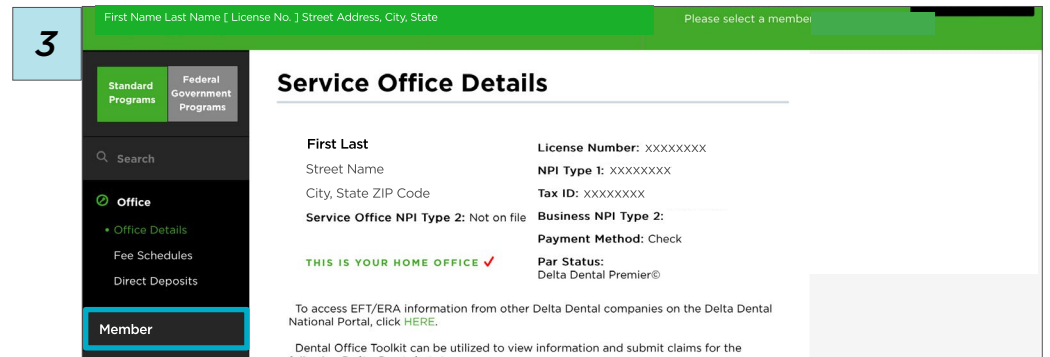 3
First Name Last Name [ License No. ] Street Address, City, State
Please select a member
Standard Programs
Federal Government Programs
Search
Office
• Office Details
Fee Schedules
Direct Deposits
Member
Service Office Details
First Last
Street Name
City, State ZIP Code
Service Office NPI Type 2: Not on file
THIS IS YOUR HOME OFFICE ✓
License Number: XXXXXXXX
NPI Type 1: XXXXXXXX
Tax ID: XXXXXXXX
Business NPI Type 2:
Payment Method: Check
Par Status:
Delta Dental Premier©
To access EFT/ERA information from other Delta Dental companies on the Delta Dental
National Portal, click HERE.
Dental Office Toolkit can be utilized to view information and submit claims for the